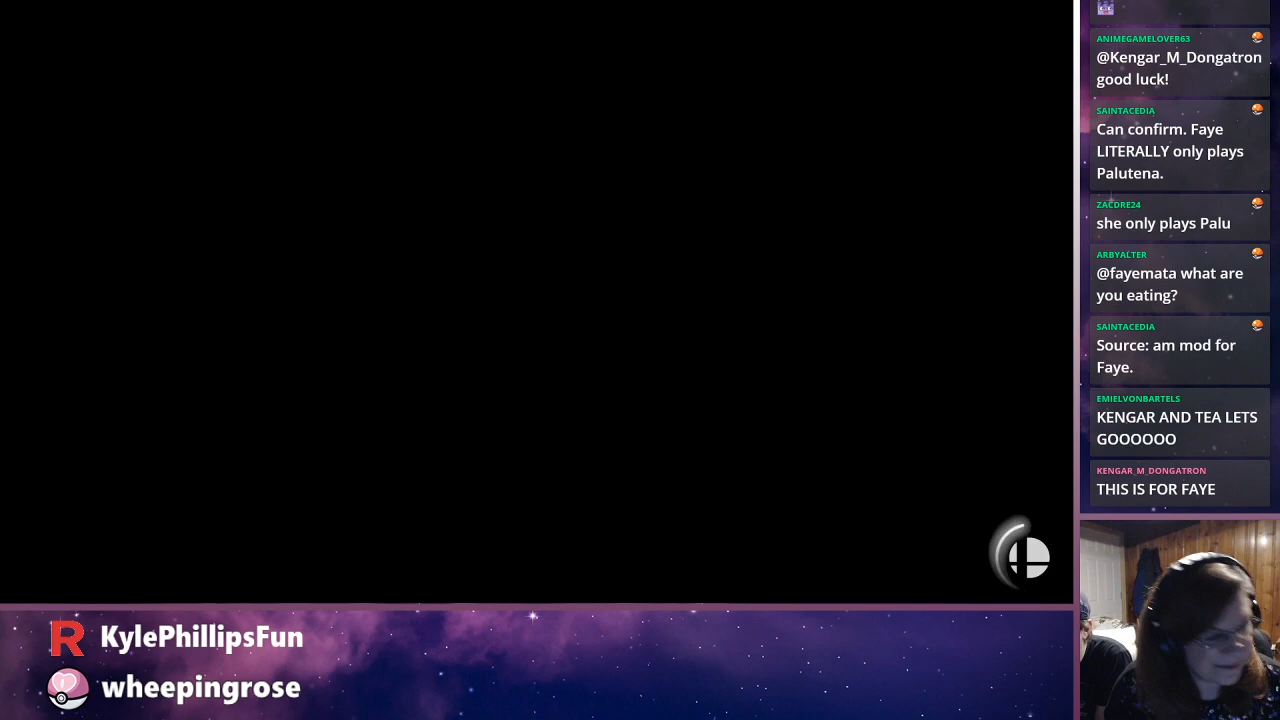 ANIMEGAMELOVER63
@Kengar_M_Dongatron
good luck!
SAINTACEDIA
Can confirm. Faye
LITERALLY only plays
Palutena.
ZACDRE24
she only plays Palu
ARBYALTER
@fayemata what are
you eating?
SAINTACEDIA
Source: am mod for
Faye.
EMIELVONBARTELS
KENGAR AND TEA LETS
GOOOOOO
KENGAR_M_DONGATRON
THIS IS FOR FAYE
R KylePhillipsFun
wheepingrose